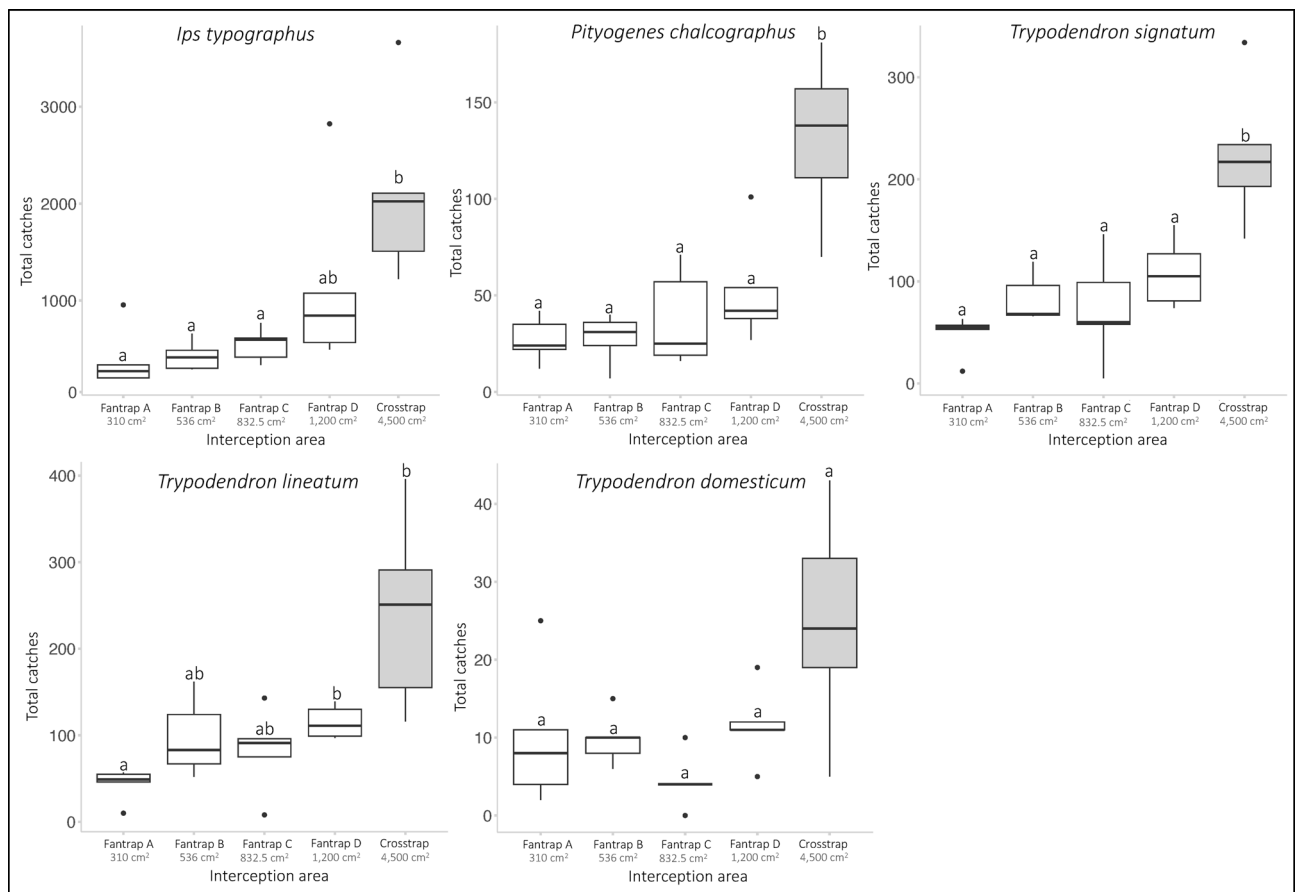 Ips typographus
Total catches
3000
2000
1000
0
a
a
a
ab
b
Fantrap A
310 cm²
Fantrap B
536 cm²
Fantrap C
832.5 cm²
Fantrap D
1,200 cm²
Crosstrap
4,500 cm²
Interception area
Pityogenes chalcographus
Total catches
150
100
50
0
a
a
a
a
b
Fantrap A
310 cm²
Fantrap B
536 cm²
Fantrap C
832.5 cm²
Fantrap D
1,200 cm²
Crosstrap
4,500 cm²
Interception area
Trypodendron signatum
Total catches
300
200
100
0
a
a
a
a
b
Fantrap A
310 cm²
Fantrap B
536 cm²
Fantrap C
832.5 cm²
Fantrap D
1,200 cm²
Crosstrap
4,500 cm²
Interception area
Trypodendron lineatum
Total catches
400
300
200
100
0
a
ab
ab
b
b
Fantrap A
310 cm²
Fantrap B
536 cm²
Fantrap C
832.5 cm²
Fantrap D
1,200 cm²
Crosstrap
4,500 cm²
Interception area
Trypodendron domesticum
Total catches
40
30
20
10
0
a
a
a
a
a
Fantrap A
310 cm²
Fantrap B
536 cm²
Fantrap C
832.5 cm²
Fantrap D
1,200 cm²
Crosstrap
4,500 cm²
Interception area